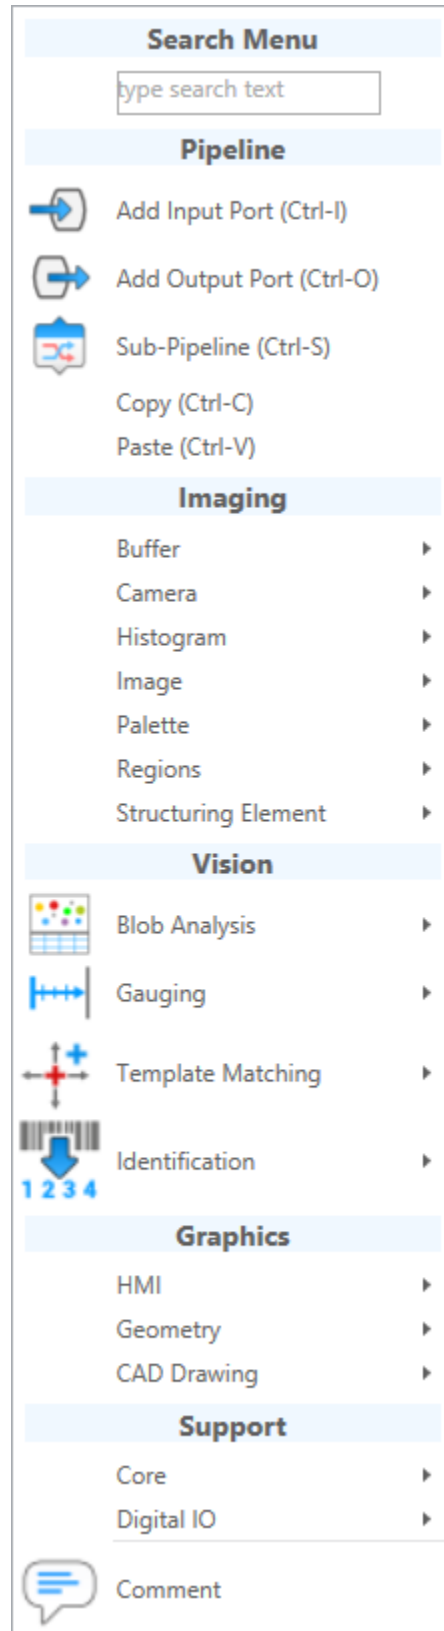 Search Menu
type search text
Pipeline
Add Input Port (Ctrl-I)
Add Output Port (Ctrl-O)
Sub-Pipeline (Ctrl-S)
Copy (Ctrl-C)
Paste (Ctrl-V)
Imaging
Buffer
Camera
Histogram
Image
Palette
Regions
Structuring Element
Vision
Blob Analysis
Gauging
Template Matching
Identification
1 2 3 4
Graphics
HMI
Geometry
CAD Drawing
Support
Core
Digital IO
Comment